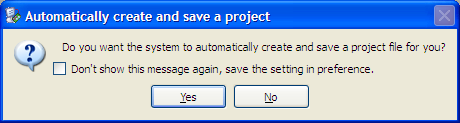 Automatically create and save a project
Do you want the system to automatically create and save a project file for you?
Don't show this message again, save the setting in preference.
Yes No